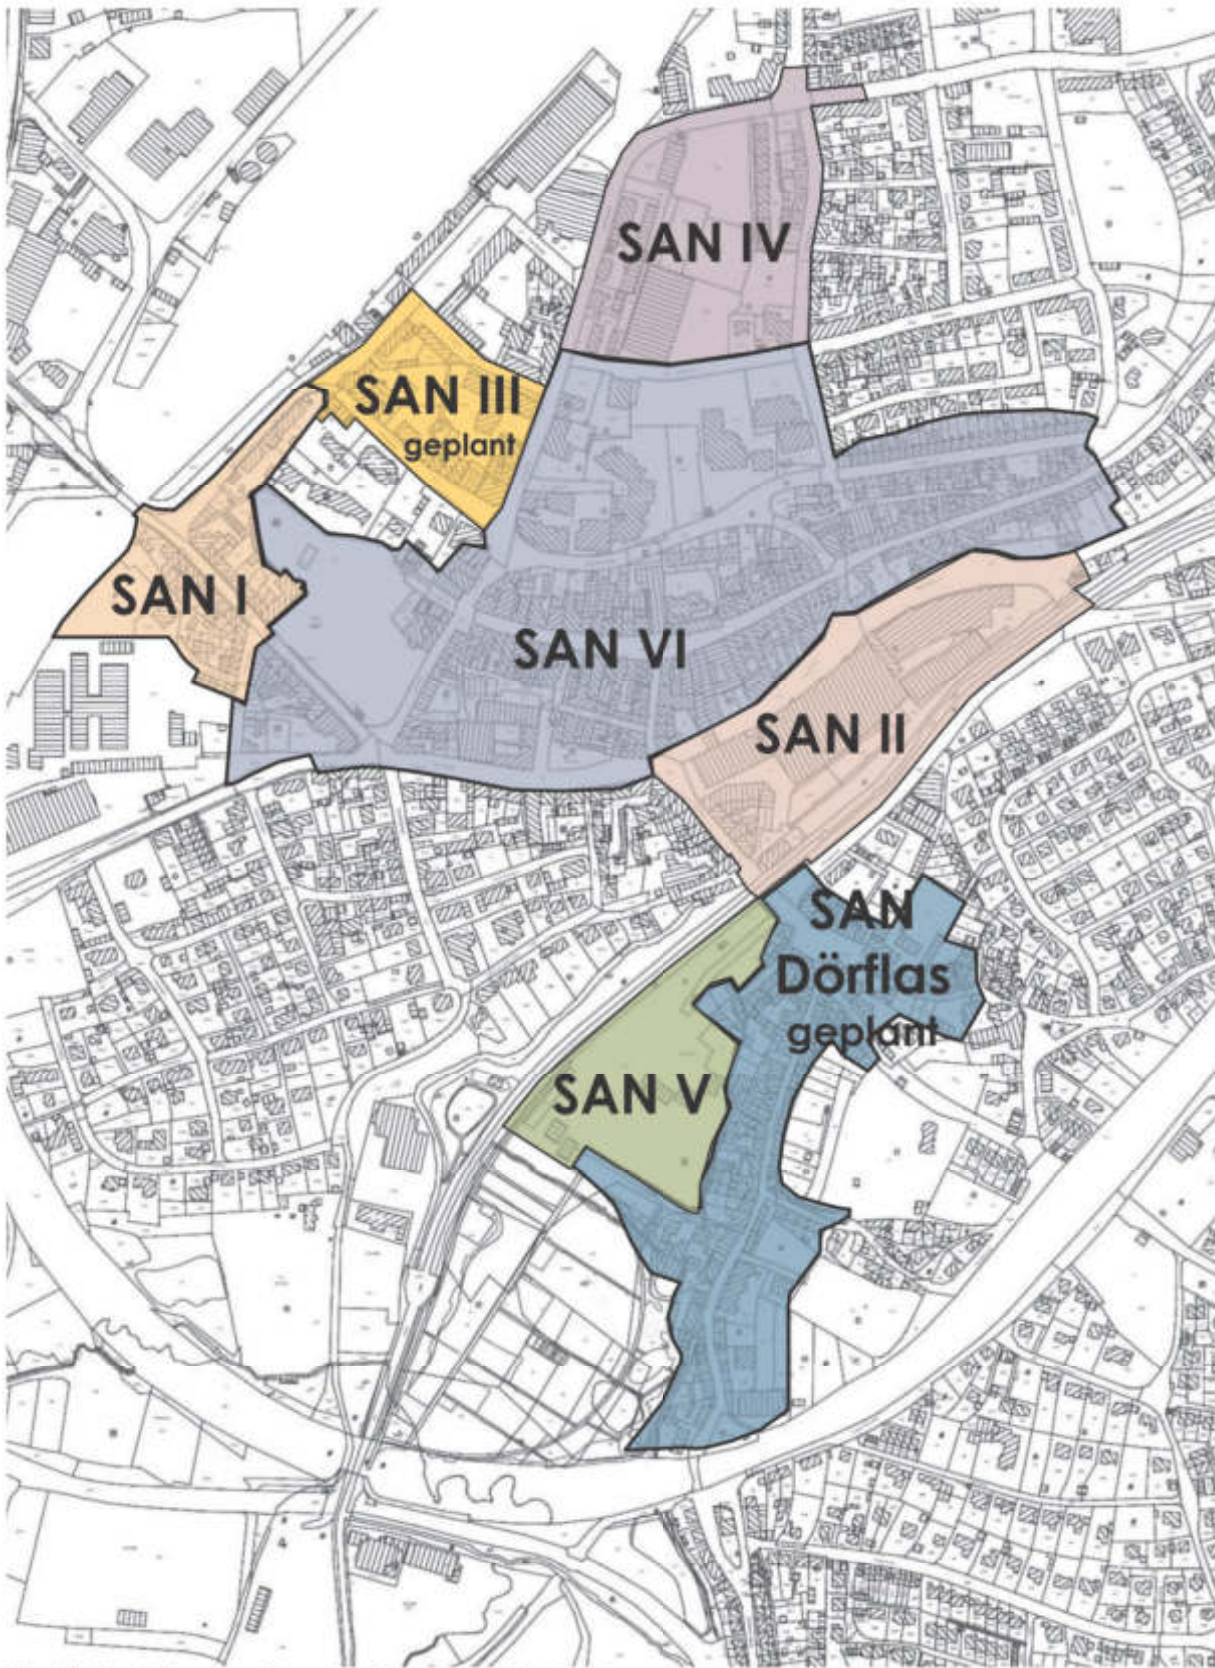 SAN IV
SAN III
geplant
SAN I
SAN VI
SAN II
SAN
Dörflas
geplant
SAN V